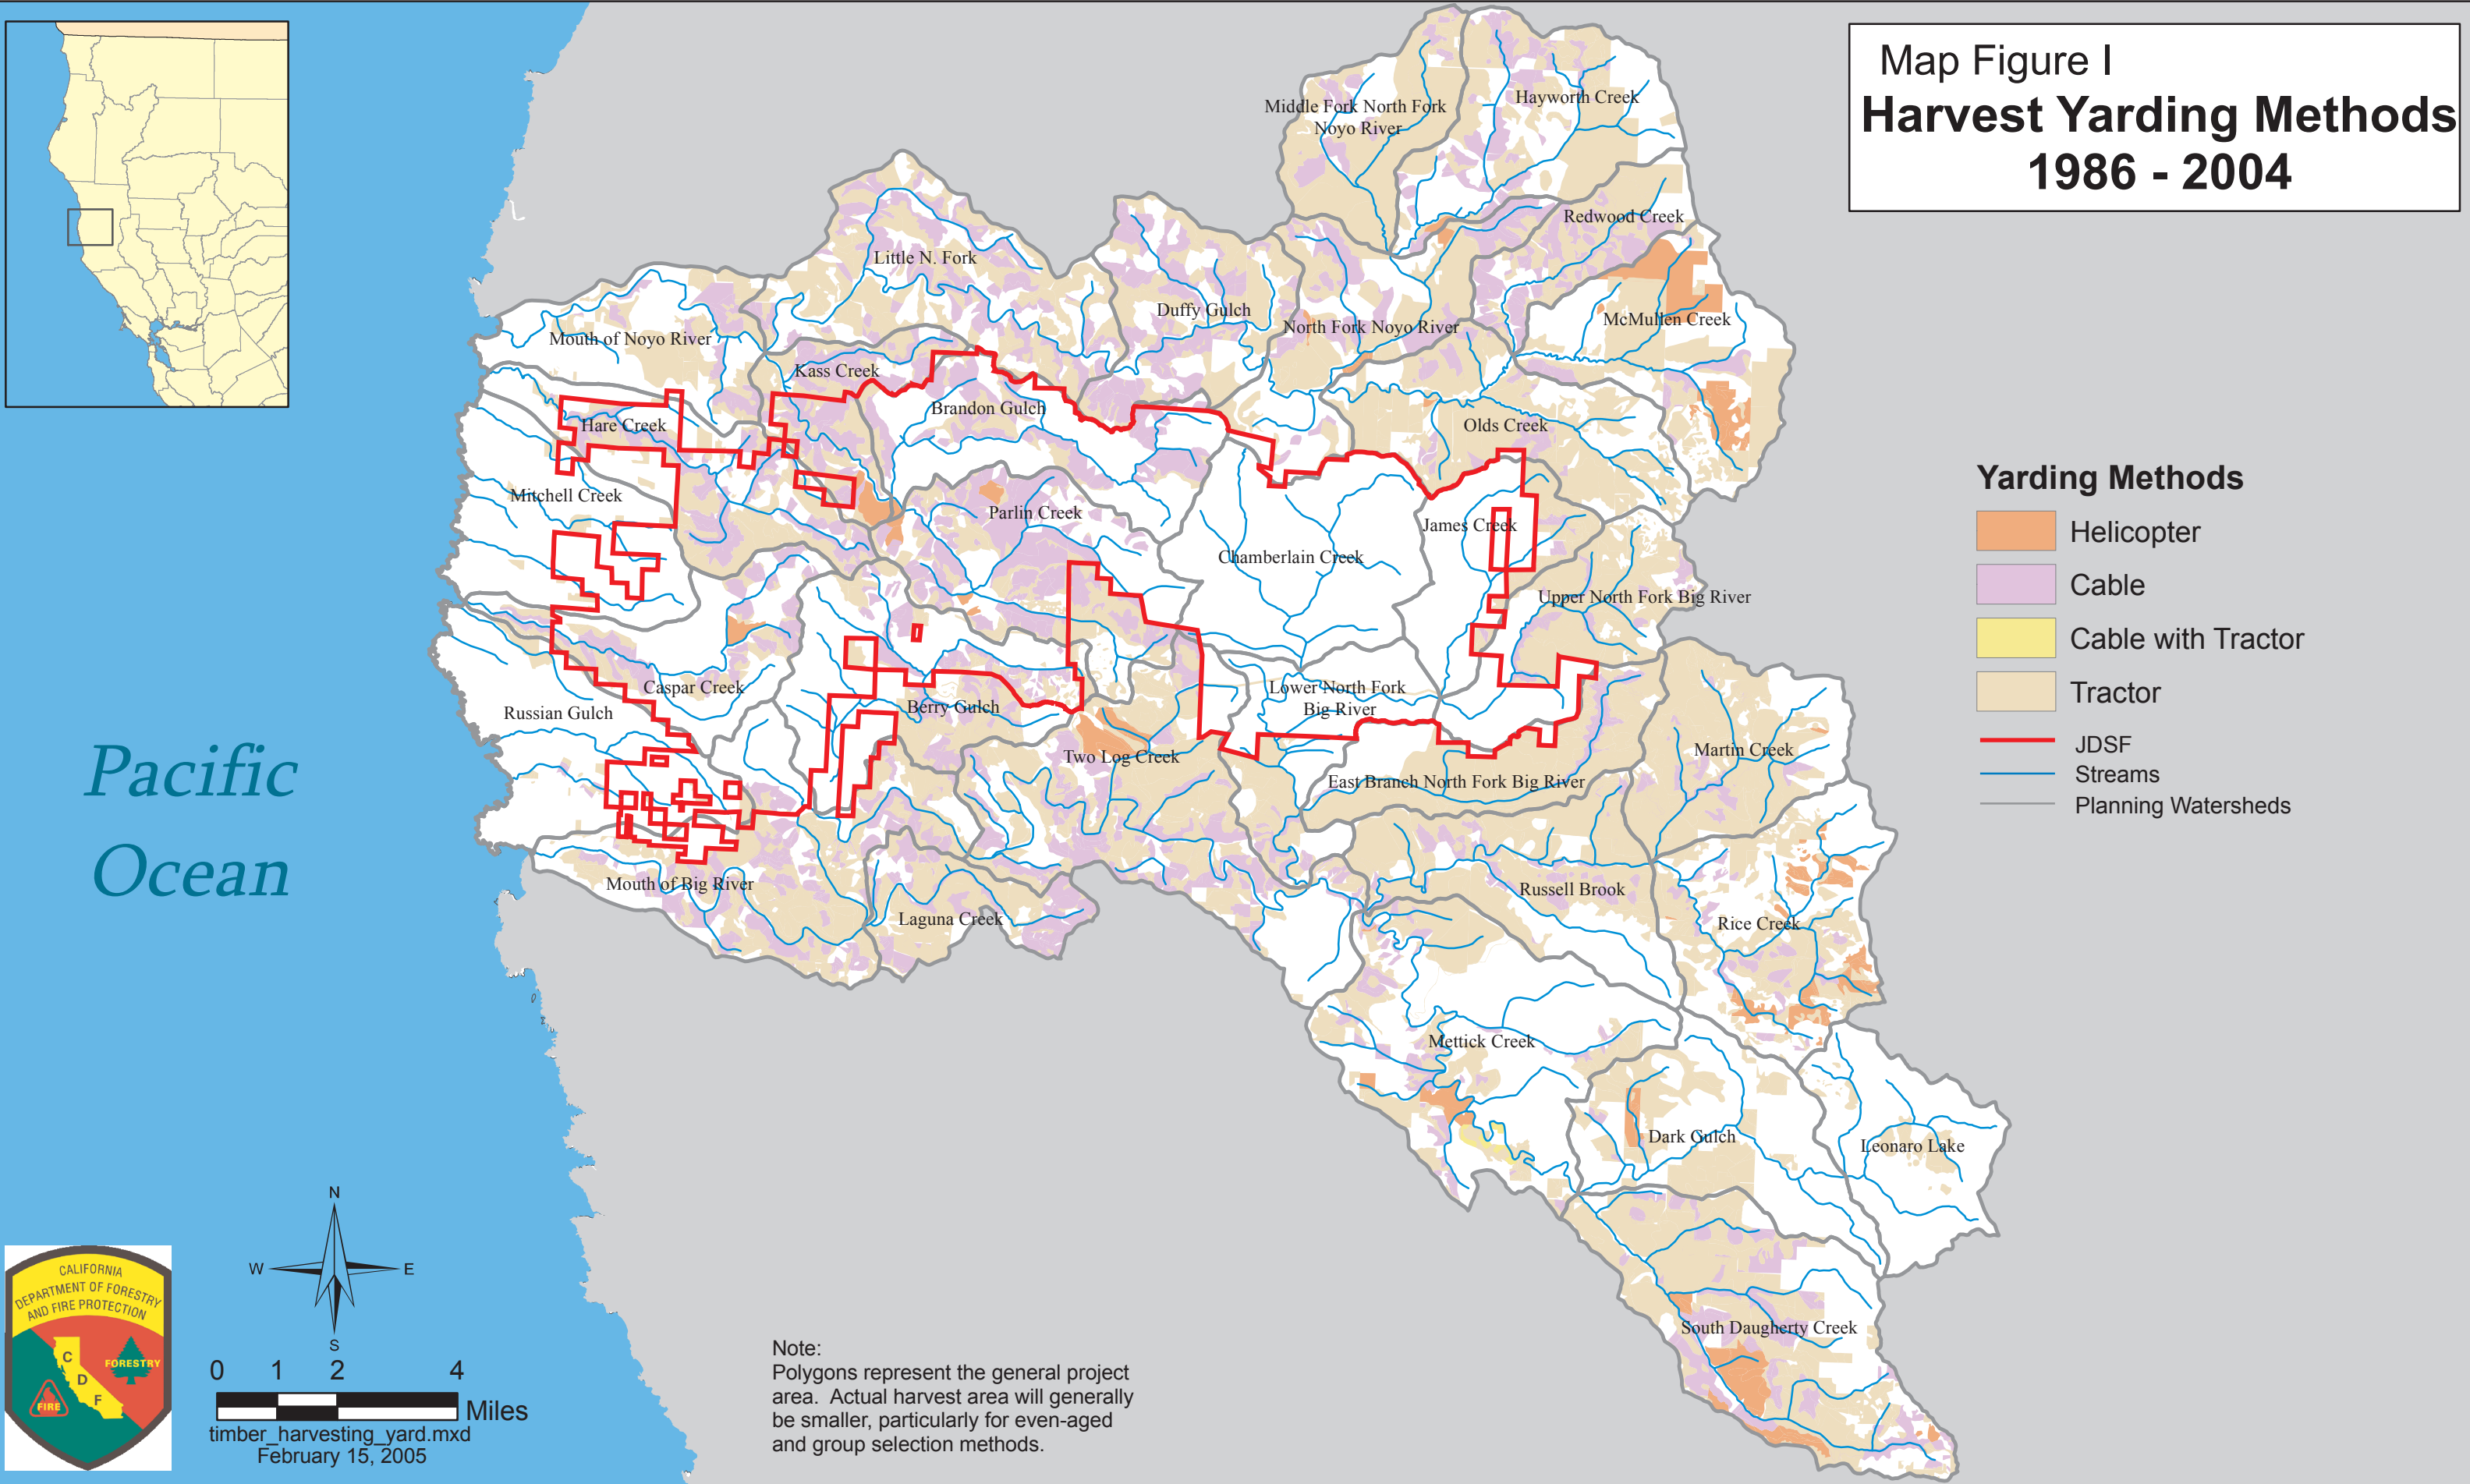 Map Figure I
Harvest Yarding Methods
1986 - 2004
Middle Fork North Fork
Noyo River
Hayworth Creek
Redwood Creek
Little N. Fork
Duffy Gulch
North Fork Noyo River
McMullen Creek
Mouth of Noyo River
Kass Creek
Brandon Gulch
Hare Creek
Olds Creek
Mitchell Creek
Parlin Creek
James Creek
Chamberlain Creek
Upper North Fork Big River
Caspar Creek
Lower North Fork
Big River
Russian Gulch
Berry Gulch
Two Log Creek
Martin Creek
East Branch North Fork Big River
Mouth of Big River
Laguna Creek
Russell Brook
Rice Creek
Mettick Creek
Dark Gulch
Leonaro Lake
South Daugherty Creek
Pacific
Ocean
Yarding Methods
Helicopter
Cable
Cable with Tractor
Tractor
JDSF
Streams
Planning Watersheds
N
W
E
S
0 1 2 4
Miles
timber_harvesting_yard.mxd
February 15, 2005
CALIFORNIA
DEPARTMENT OF FORESTRY
AND FIRE PROTECTION
C
D
F
FORESTRY
FIRE
Note:
Polygons represent the general project
area. Actual harvest area will generally
be smaller, particularly for even-aged
and group selection methods.